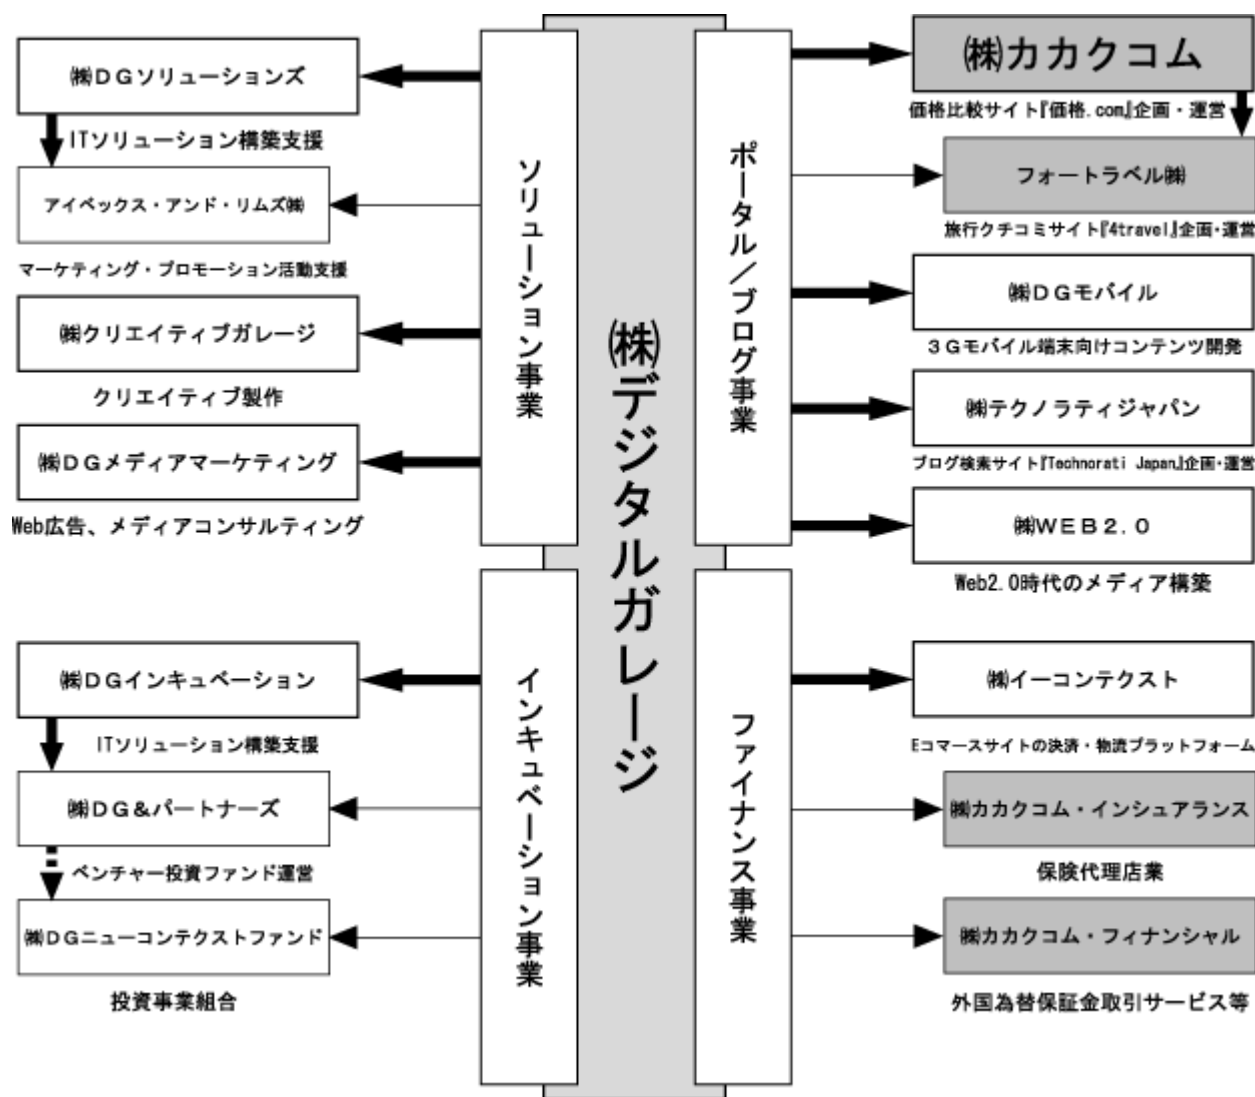 ㈱デジタルガレージ
ソリューション事業
㈱ＤＧソリューションズ
ITソリューション構築支援
アイベックス・アンド・リムズ㈱
マーケティング・プロモーション活動支援
㈱クリエイティブガレージ
クリエイティブ製作
㈱ＤＧメディアマーケティング
Web広告、メディアコンサルティング
インキュベーション事業
㈱ＤＧインキュベーション
ITソリューション構築支援
㈱ＤＧ&パートナーズ
ベンチャー投資ファンド運営
㈱ＤＧニューコンテクストファンド
投資事業組合
ポータル／ブログ事業
㈱カカクコム
価格比較サイト『価格.com』企画・運営
フォートラベル㈱
旅行クチコミサイト『4travel』企画・運営
㈱ＤＧモバイル
３Ｇモバイル端末向けコンテンツ開発
㈱テクノラティジャパン
ブログ検索サイト『Technorati Japan』企画・運営
㈱ＷＥＢ２.０
Web2.0時代のメディア構築
ファイナンス事業
㈱イーコンテクスト
Eコマースサイトの決済・物流プラットフォーム
㈱カカクコム・インシュアランス
保険代理店業
㈱カカクコム・フィナンシャル
外国為替保証金取引サービス等